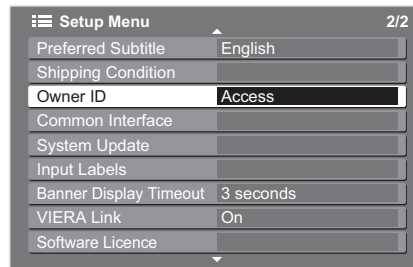 Setup Menu 2/2
Preferred Subtitle English
Shipping Condition
Owner ID Access
Common Interface
System Update
Input Labels
Banner Display Timeout 3 seconds
VIERA Link On
Software Licence